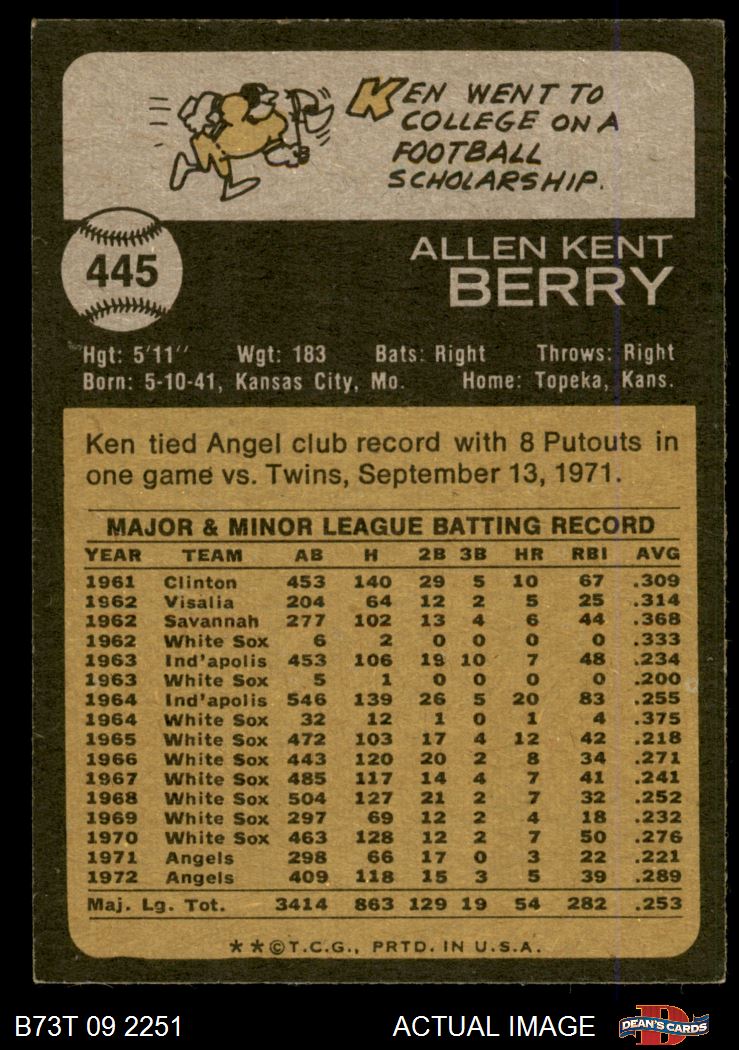 KEN WENT TO
COLLEGE ON A
FOOTBALL
SCHOLARSHIP.
445
ALLEN KENT
BERRY
Hgt: 5'11" Wgt: 183 Bats: Right Throws: Right
Born: 5-10-41, Kansas City, Mo. Home: Topeka, Kans.
Ken tied Angel club record with 8 Putouts in
one game vs. Twins, September 13, 1971.
MAJOR & MINOR LEAGUE BATTING RECORD
YEAR TEAM AB H 2B 3B HR RBI AVG
1961 Clinton 453 140 29 5 10 67 .309
1962 Visalia 204 64 12 2 5 25 .314
1962 Savannah 277 102 13 4 6 44 .368
1962 White Sox 6 2 0 0 0 0 .333
1963 Ind'apolis 453 106 19 10 7 48 .234
1963 White Sox 5 1 0 0 0 0 .200
1964 Ind'apolis 546 139 26 5 20 83 .255
1964 White Sox 32 12 1 0 1 4 .375
1965 White Sox 472 103 17 4 12 42 .218
1966 White Sox 443 120 20 2 8 34 .271
1967 White Sox 485 117 14 4 7 41 .241
1968 White Sox 504 127 21 2 7 32 .252
1969 White Sox 297 69 12 2 4 18 .232
1970 White Sox 463 128 12 2 7 50 .276
1971 Angels 298 66 17 0 3 22 .221
1972 Angels 409 118 15 3 5 39 .289
Maj. Lg. Tot. 3414 863 129 19 54 282 .253
**©T.C.G., PRTD. IN U.S.A.
B73T 09 2251 ACTUAL IMAGE D DEAN'S CARDS